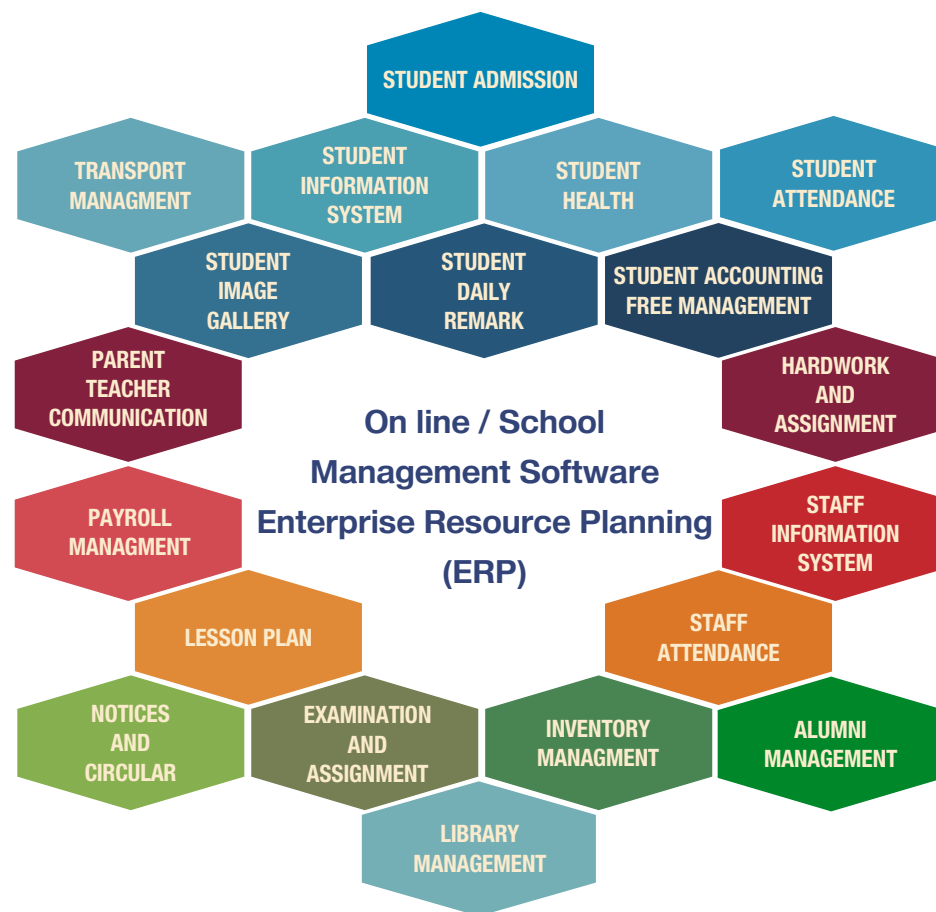 STUDENT ADMISSION
TRANSPORT
MANAGMENT
STUDENT
INFORMATION
SYSTEM
STUDENT
HEALTH
STUDENT
ATTENDANCE
STUDENT
IMAGE
GALLERY
STUDENT
DAILY
REMARK
STUDENT ACCOUNTING
FREE MANAGEMENT
PARENT
TEACHER
COMMUNICATION
HARDWORK
AND
ASSIGNMENT
On line / School
Management Software
Enterprise Resource Planning
(ERP)
PAYROLL
MANAGMENT
STAFF
INFORMATION
SYSTEM
LESSON PLAN
STAFF
ATTENDANCE
NOTICES
AND
CIRCULAR
EXAMINATION
AND
ASSIGNMENT
INVENTORY
MANAGMENT
ALUMNI
MANAGEMENT
LIBRARY
MANAGEMENT